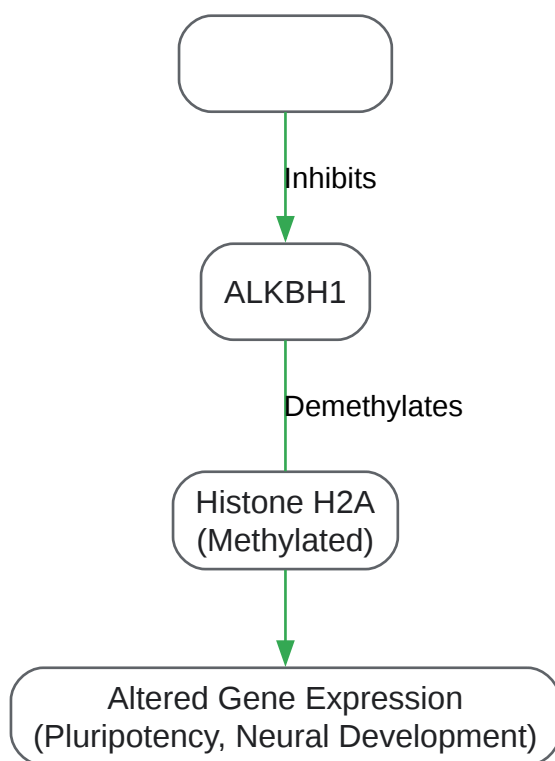 Inhibits
ALKBH1
Demethylates
Histone H2A
(Methylated)
Altered Gene Expression
(Pluripotency, Neural Development)